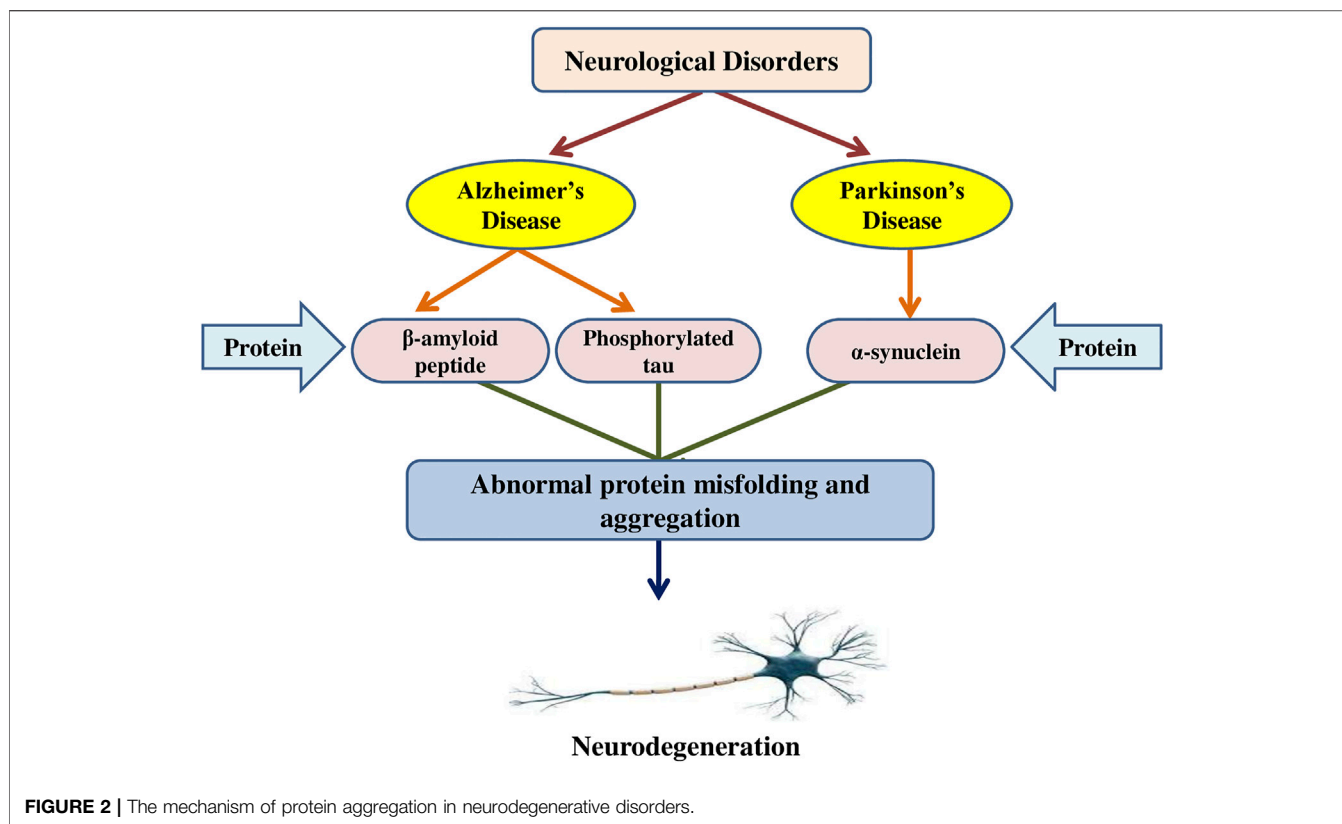 Neurological Disorders
Alzheimer's
Disease
Parkinson's
Disease
Protein
β-amyloid
peptide
Phosphorylated
tau
α-synuclein
Protein
Abnormal protein misfolding and
aggregation
Neurodegeneration
FIGURE 2 | The mechanism of protein aggregation in neurodegenerative disorders.